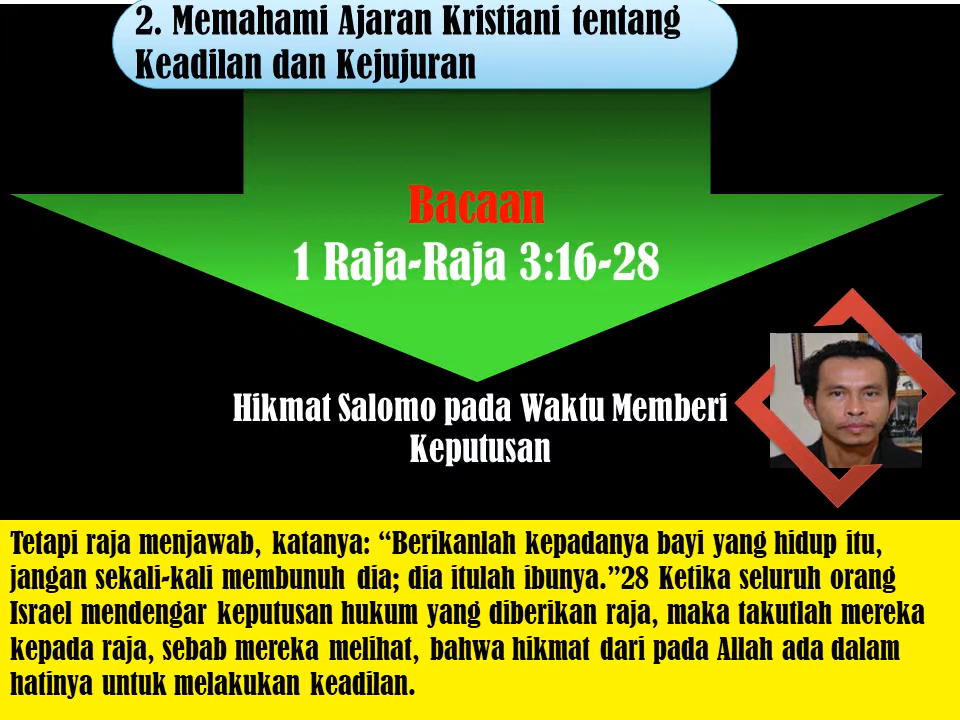 2. Memahami Ajaran Kristiani tentang
Keadilan dan Kejujuran
Bacaan
1 Raja-Raja 3:16-28
Hikmat Salomo pada Waktu Memberi
Keputusan
Tetapi raja menjawab, katanya: “Berikanlah kepadanya bayi yang hidup itu,
jangan sekali-kali membunuh dia; dia itulah ibunya.”28 Ketika seluruh orang
Israel mendengar keputusan hukum yang diberikan raja, maka takutlah mereka
kepada raja, sebab mereka melihat, bahwa hikmat dari pada Allah ada dalam
hatinya untuk melakukan keadilan.